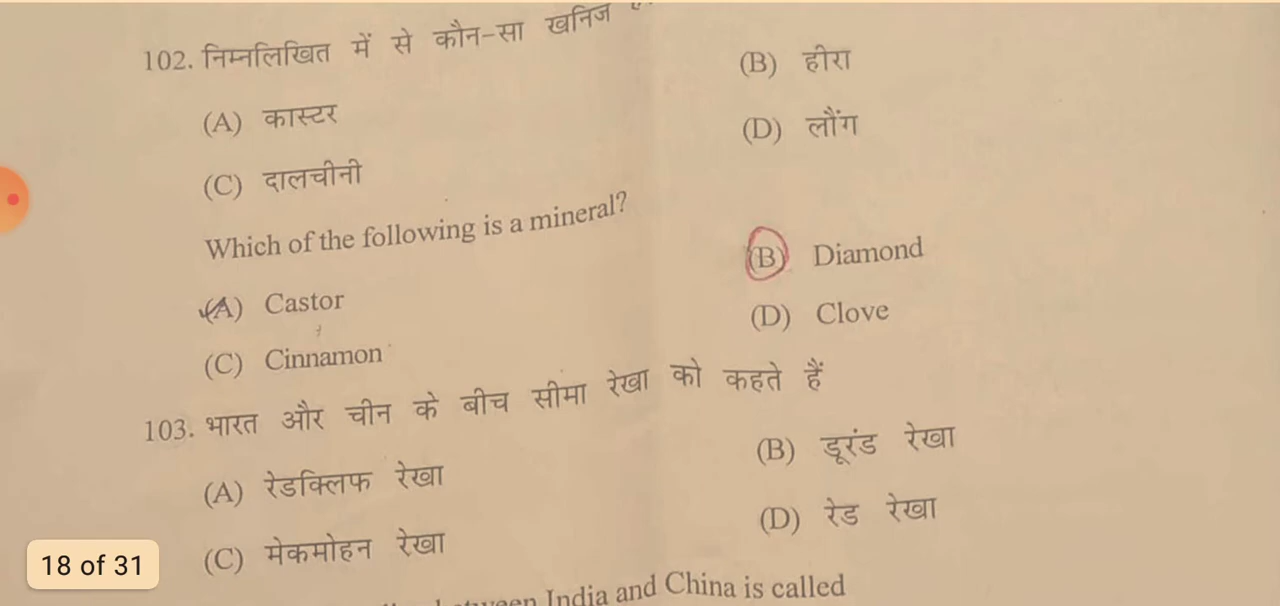 102. निम्नलिखित में से कौन-सा खनिज
(A) कास्टर
(B) हीरा
(C) दालचीनी
(D) लौंग
Which of the following is a mineral?
(A) Castor
(B) Diamond
(C) Cinnamon
(D) Clove
103. भारत और चीन के बीच सीमा रेखा को कहते हैं
(A) रेडक्लिफ रेखा
(B) डूरंड रेखा
(C) मेकमोहन रेखा
(D) रेड रेखा
between India and China is called
18 of 31